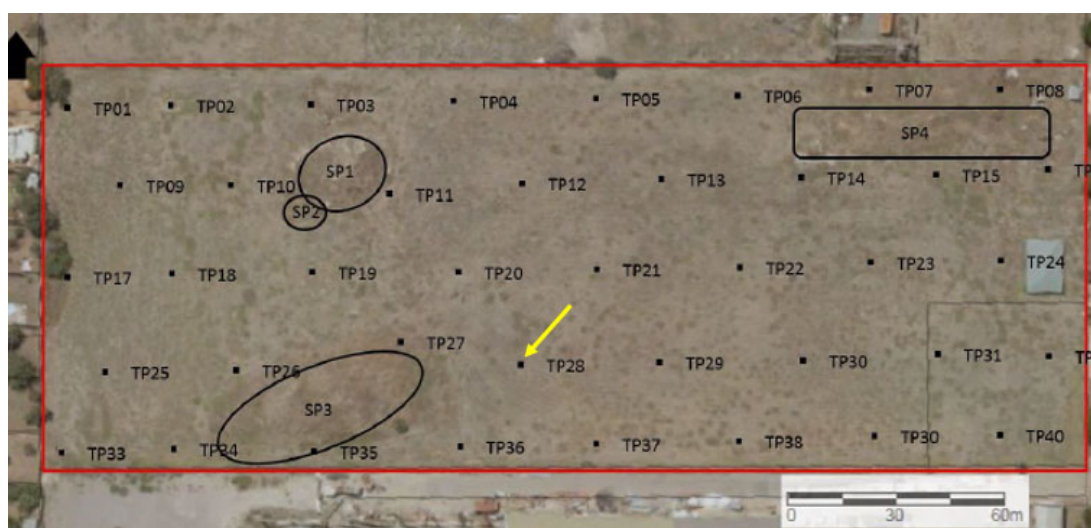 TP01 TP02 TP03 TP04 TP05 TP06 TP07 TP08
SP4
SP1
TP09 TP10 TP11 TP12 TP13 TP14 TP15 TP
SP2
TP17 TP18 TP19 TP20 TP21 TP22 TP23 TP24
TP27
TP25 TP26 TP28 TP29 TP30 TP31 TP
SP3
TP33 TP34 TP35 TP36 TP37 TP38 TP30 TP40
0 30 60m